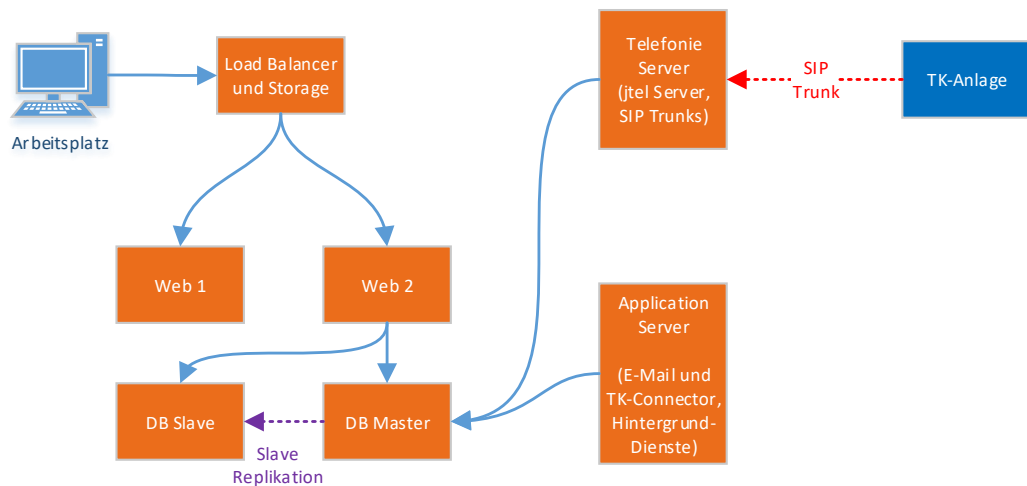 Arbeitsplatz
Load Balancer
und Storage
Telefonie
Server
(jtel Server,
SIP Trunks)
SIP
Trunk
TK-Anlage
Web 1
Web 2
Application
Server
(E-Mail und
TK-Connector,
Hintergrund-
Dienste)
DB Slave
DB Master
Slave
Replikation